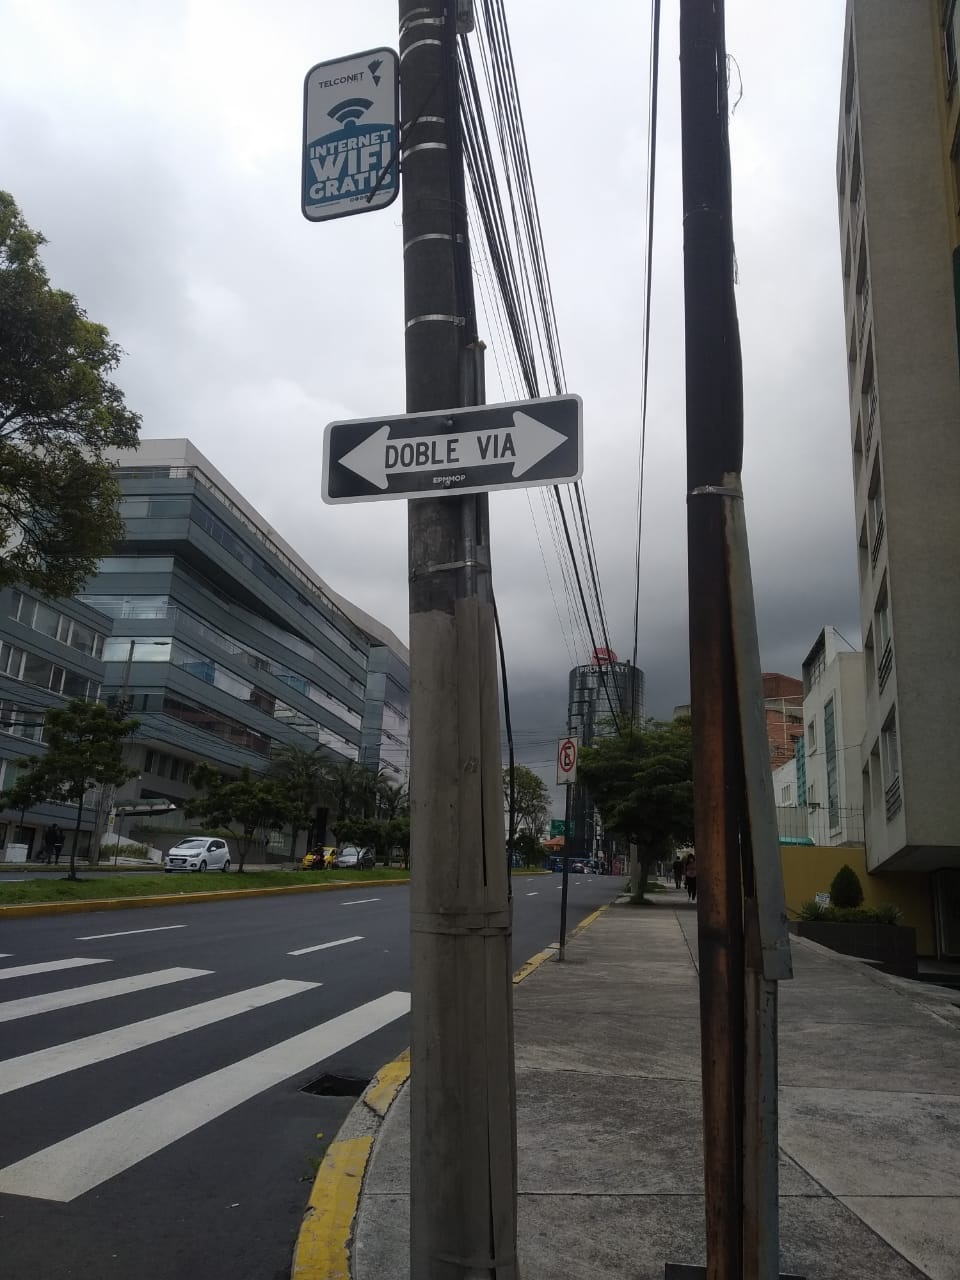 TELCONET
INTERNET
WIFI
GRATIS
DOBLE VIA
EPMMOP